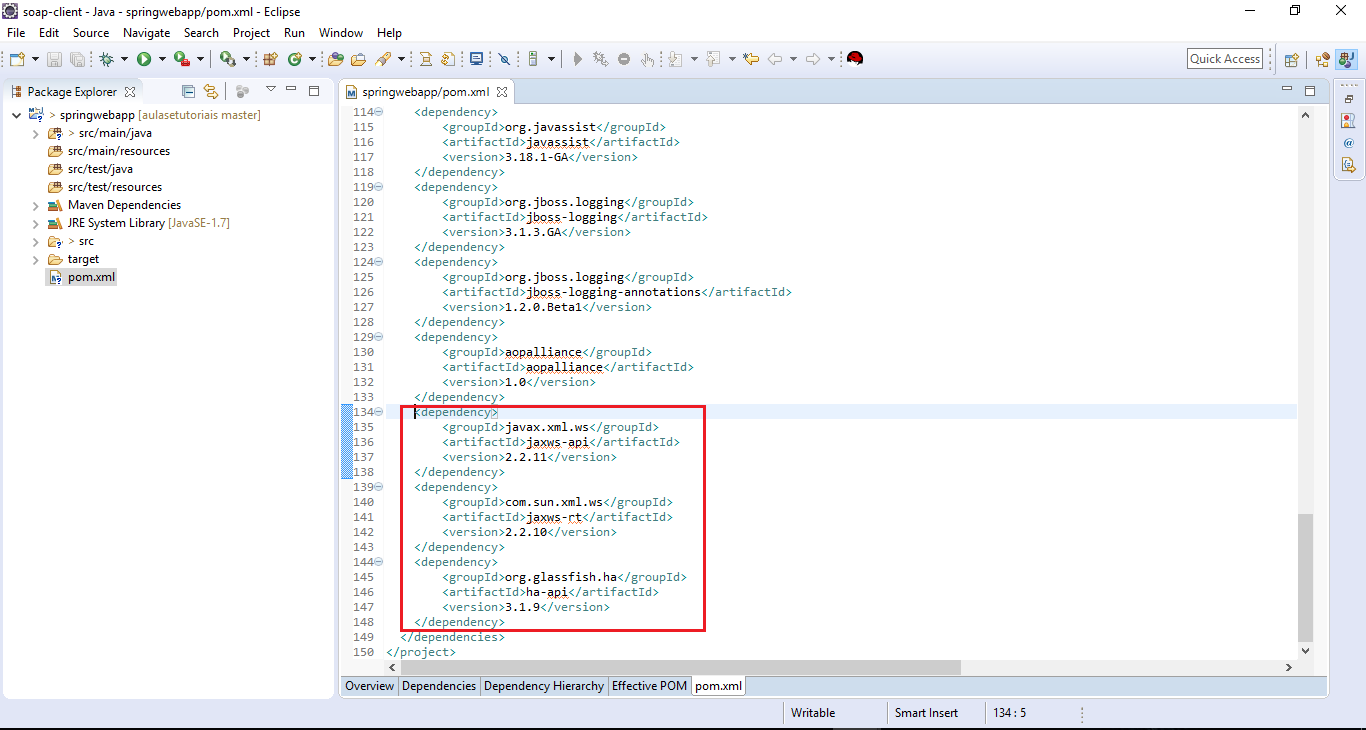 soap-client - Java - springwebapp/pom.xml - Eclipse
File Edit Source Navigate Search Project Run Window Help
Quick Access
Package Explorer
springwebapp/pom.xml
> springwebapp [aulasetutoriais master]
> src/main/java
src/main/resources
src/test/java
src/test/resources
Maven Dependencies
JRE System Library [JavaSE-1.7]
> src
target
pom.xml
114 <dependency>
115 <groupId>org.javassist</groupId>
116 <artifactId>javassist</artifactId>
117 <version>3.18.1-GA</version>
118 </dependency>
119 <dependency>
120 <groupId>org.jboss.logging</groupId>
121 <artifactId>jboss-logging</artifactId>
122 <version>3.1.3.GA</version>
123 </dependency>
124 <dependency>
125 <groupId>org.jboss.logging</groupId>
126 <artifactId>jboss-logging-annotations</artifactId>
127 <version>1.2.0.Beta1</version>
128 </dependency>
129 <dependency>
130 <groupId>aopalliance</groupId>
131 <artifactId>aopalliance</artifactId>
132 <version>1.0</version>
133 </dependency>
134 <dependency>
135 <groupId>javax.xml.ws</groupId>
136 <artifactId>jaxws-api</artifactId>
137 <version>2.2.11</version>
138 </dependency>
139 <dependency>
140 <groupId>com.sun.xml.ws</groupId>
141 <artifactId>jaxws-rt</artifactId>
142 <version>2.2.10</version>
143 </dependency>
144 <dependency>
145 <groupId>org.glassfish.ha</groupId>
146 <artifactId>ha-api</artifactId>
147 <version>3.1.9</version>
148 </dependency>
149 </dependencies>
150 </project>
Overview Dependencies Dependency Hierarchy Effective POM pom.xml
Writable Smart Insert 134 : 5